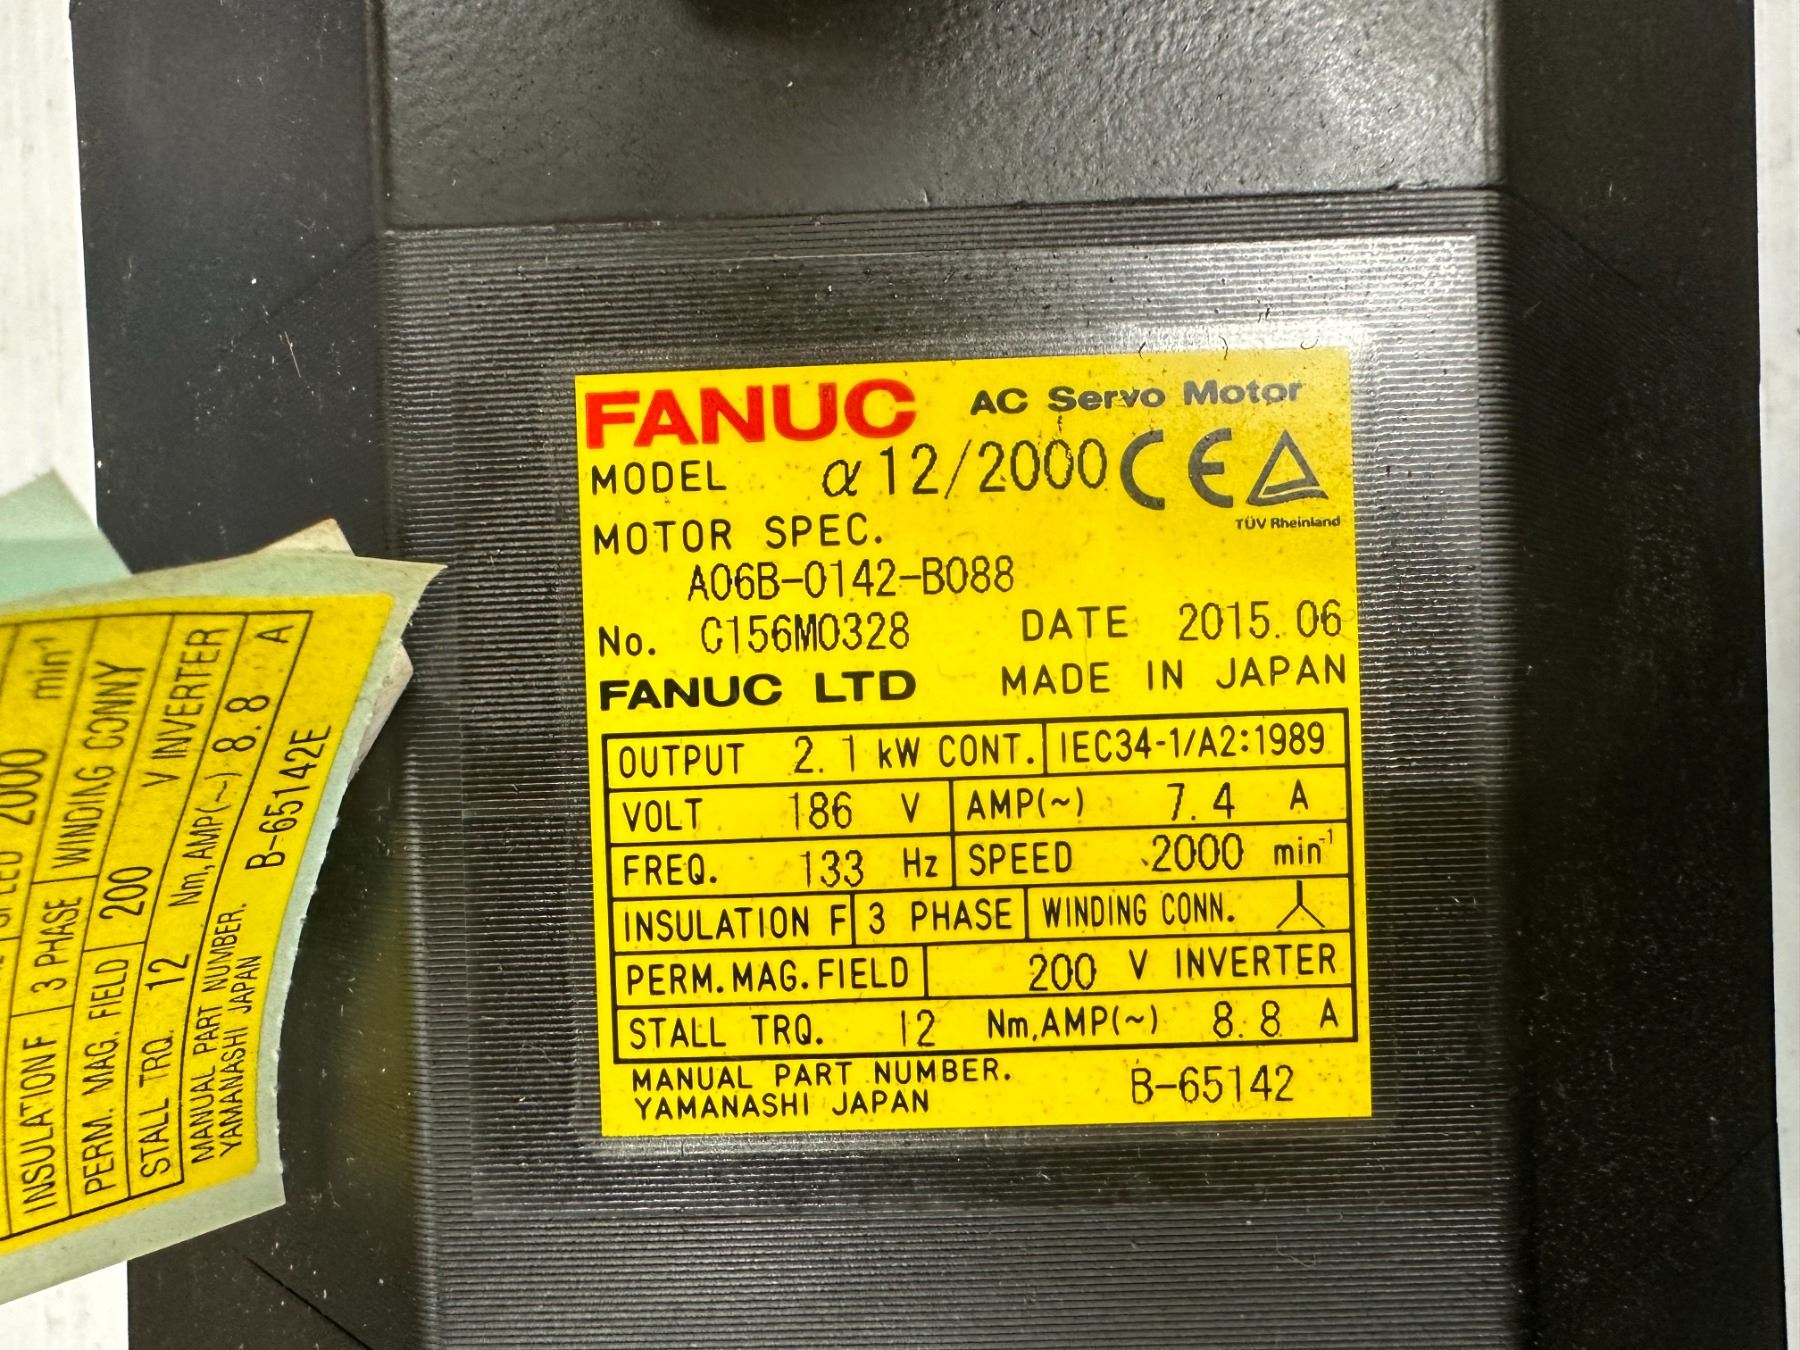 FANUC AC Servo Motor
MODEL α 12/2000 CE
TÜV Rheinland
MOTOR SPEC.
A06B-0142-B088
No. C156M0328 DATE 2015.06
FANUC LTD MADE IN JAPAN
OUTPUT 2.1 kW CONT. IEC34-1/A2:1989
VOLT 186 V AMP(~) 7.4 A
FREQ. 133 Hz SPEED 2000 min-1
INSULATION F 3 PHASE WINDING CONN.
PERM.MAG.FIELD 200 V INVERTER
STALL TRQ. 12 Nm,AMP(~) 8.8 A
MANUAL PART NUMBER. B-65142
YAMANASHI JAPAN
2000 min-1
INSULATION F. 3 PHASE WINDING CONNY
PERM. MAG. FIELD 200 V INVERTER
STALL TRQ. 12 Nm,AMP(~) 8.8 A
MANUAL PART NUMBER. B-65142E
YAMANASHI JAPAN